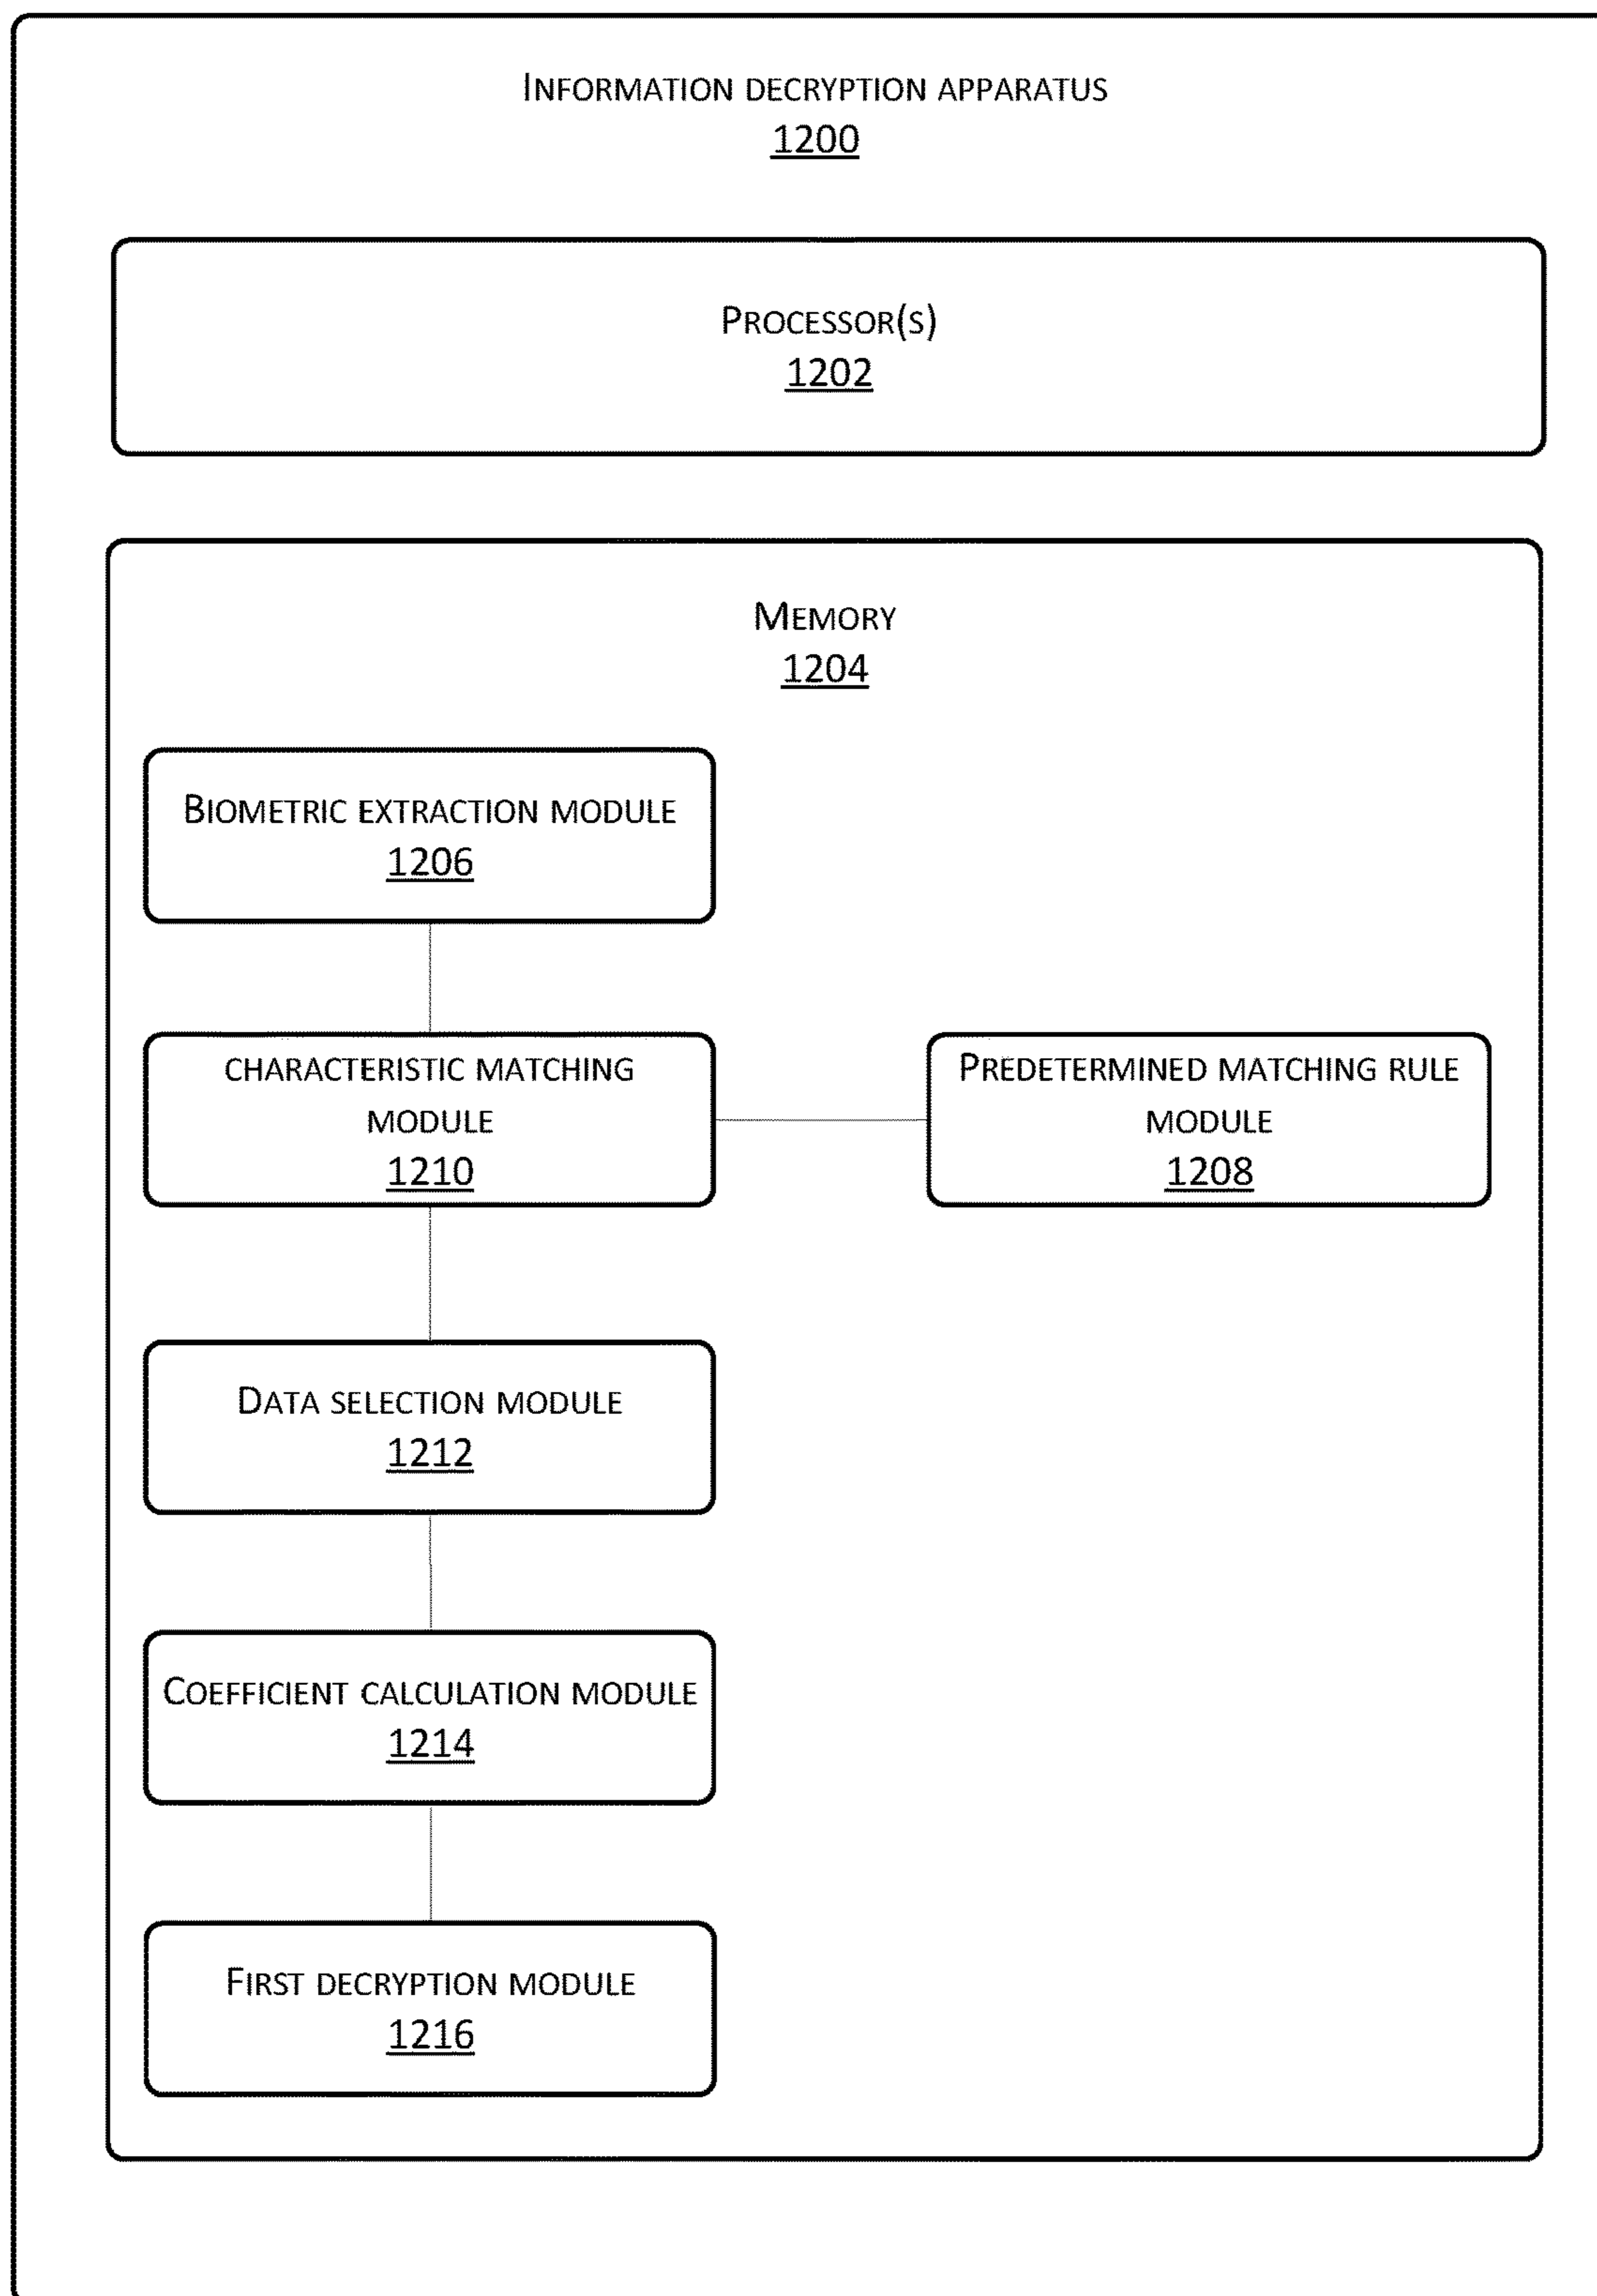 Information decryption apparatus
1200
Processor(s)
1202
Memory
1204
Biometric extraction module
1206
characteristic matching
module
1210
Predetermined matching rule
module
1208
Data selection module
1212
Coefficient calculation module
1214
First decryption module
1216